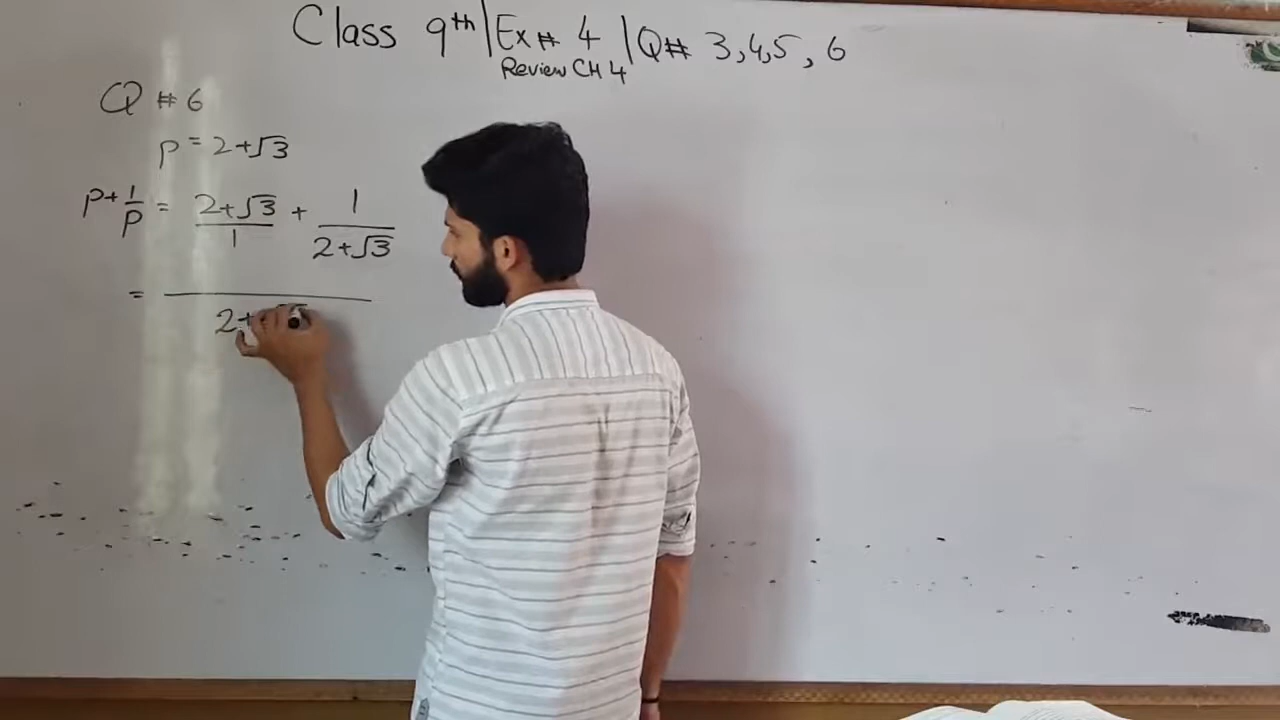 Class 9th | Ex # 4 | Q # 3,4,5,6
Review CH 4
Q # 6
P = 2+√3
P+1/P = 2+√3/1 + 1/2+√3
= 2+